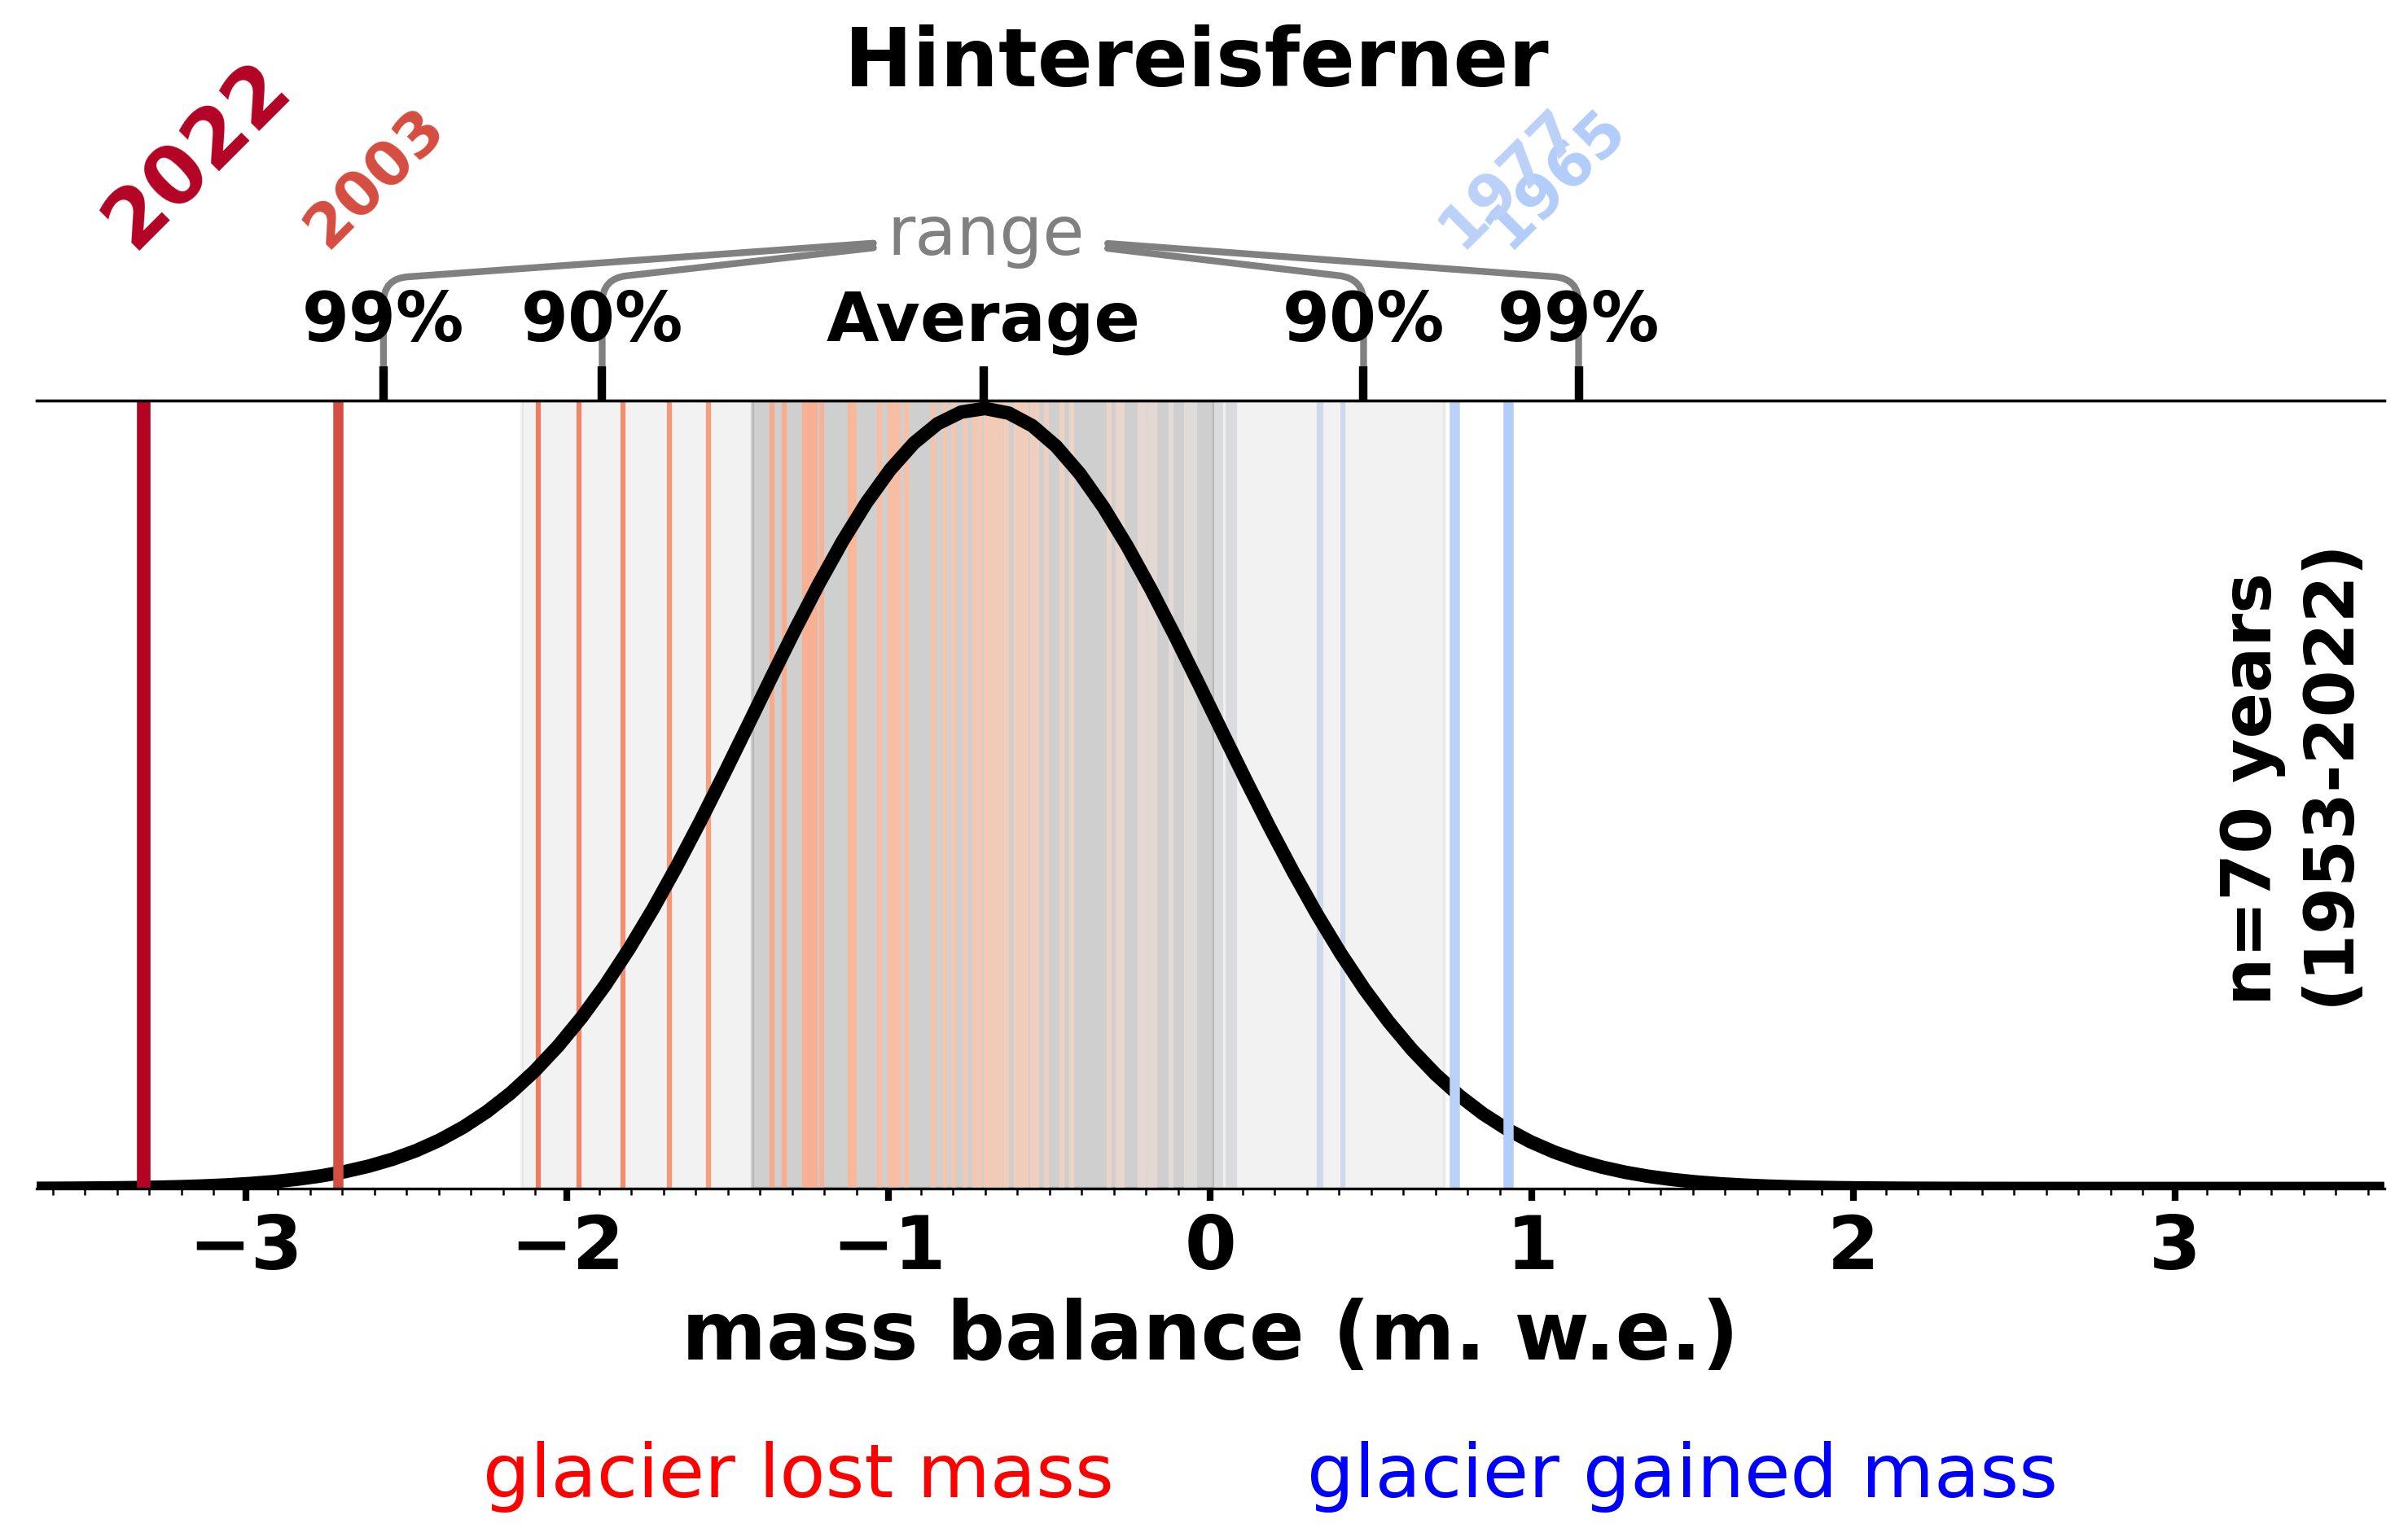 Hintereisferner
2022
2003
1977
1965
range
99% 90% Average 90% 99%
n=70 years
(1953-2022)
−3 −2 −1 0 1 2 3
mass balance (m. w.e.)
glacier lost mass glacier gained mass